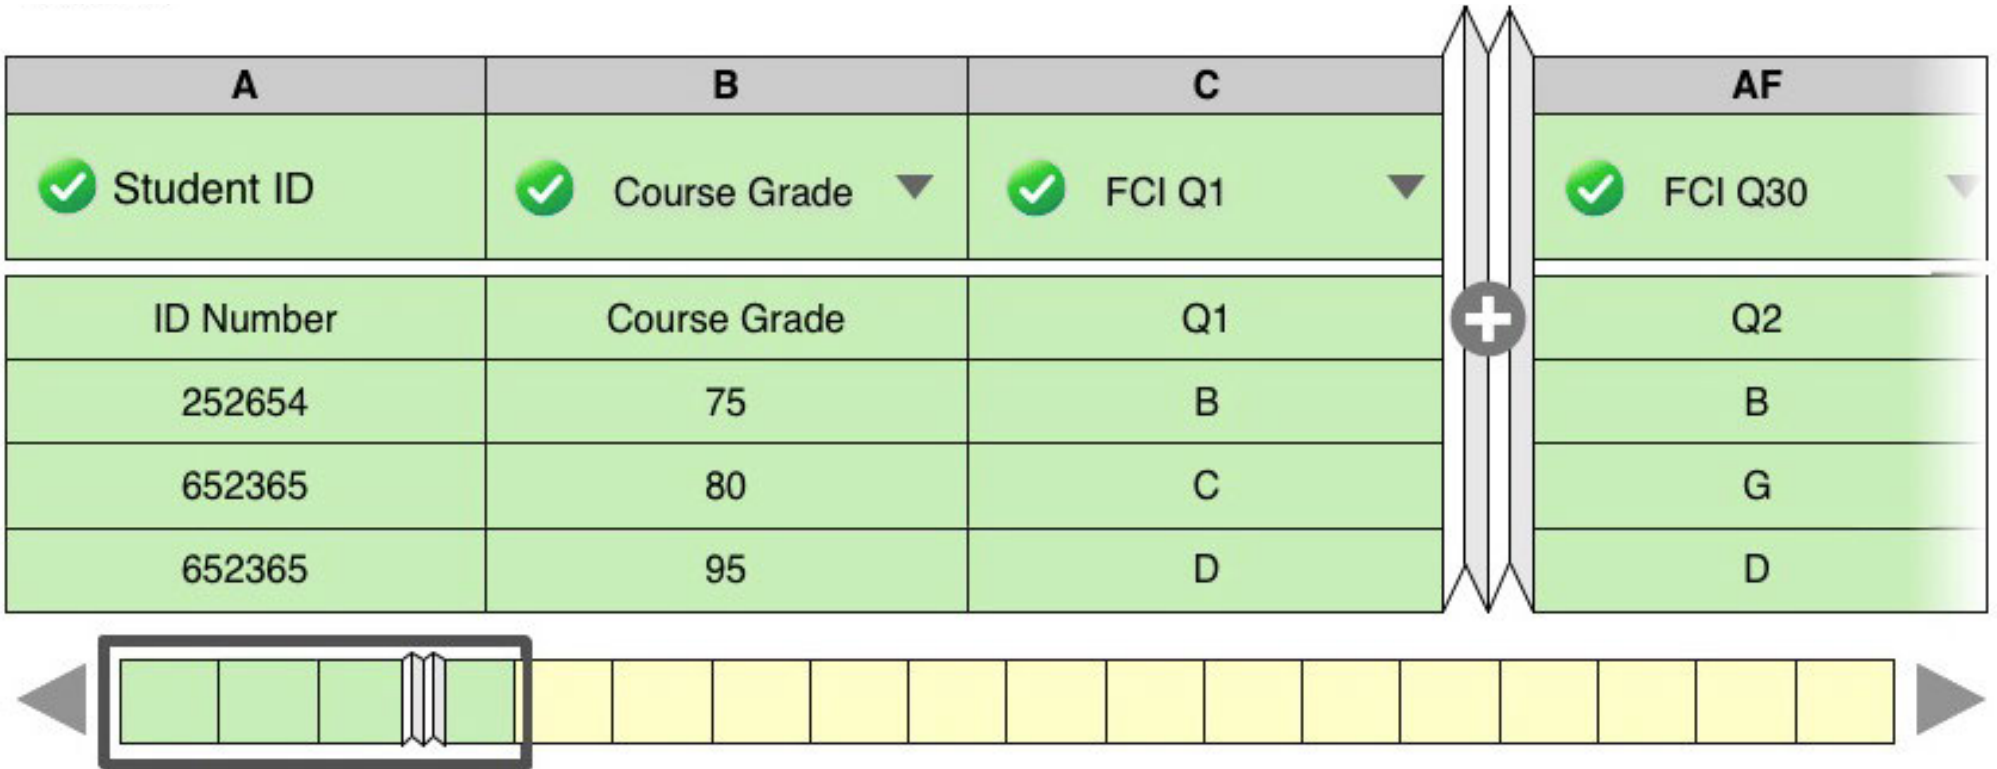 A B C AF
Student ID Course Grade FCI Q1 FCI Q30
ID Number Course Grade Q1 Q2
252654 75 B B
652365 80 C G
652365 95 D D